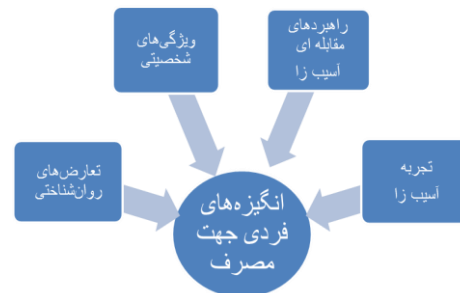 راهبردهای
مقابله ای
آسیب زا
ویژگی‌های
شخصیتی
تجربه
آسیب زا
تعارض‌های
روان‌شناختی
انگیزه‌های
فردی جهت
مصرف